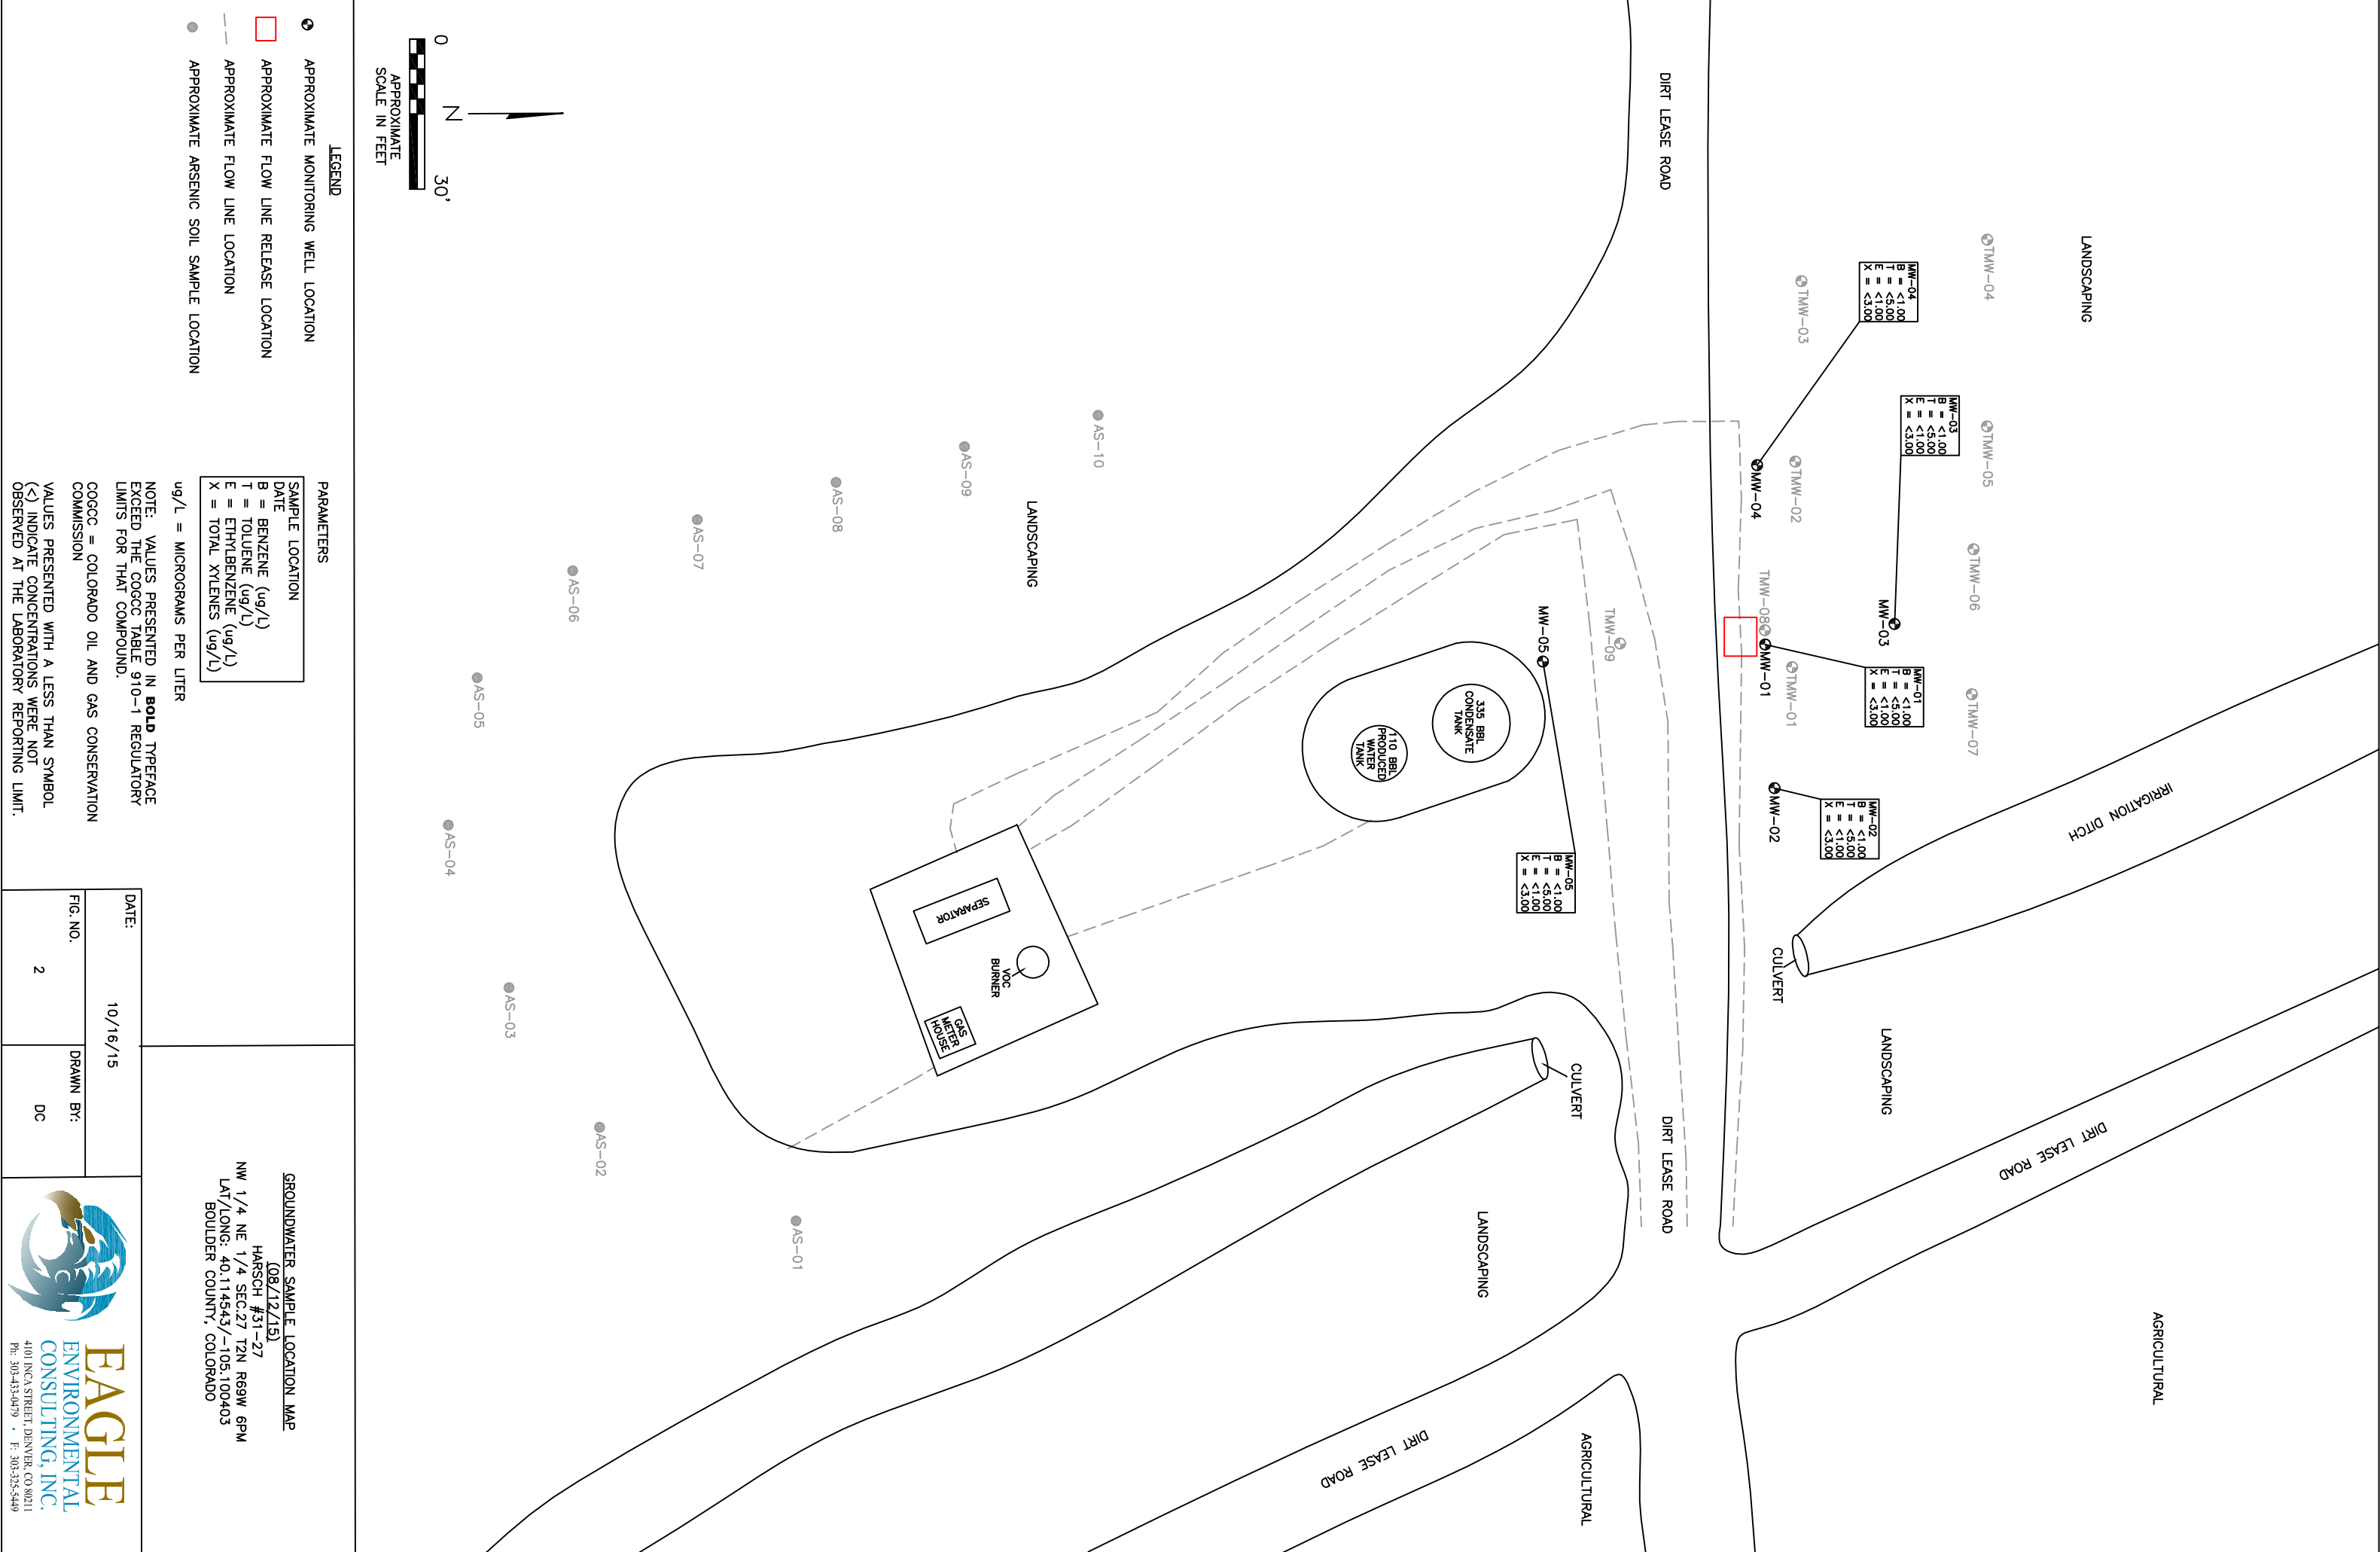 LANDSCAPING
TMW-04
TMW-03
MW-04
B = <1.00
T = <5.00
E = <1.00
X = <3.00
MW-03
B = <1.00
T = <5.00
E = <1.00
X = <3.00
TMW-05
TMW-02
MW-04
TMW-06
MW-03
TMW-08
MW-01
TMW-01
MW-01
B = <1.00
T = <5.00
E = <1.00
X = <3.00
TMW-07
MW-02
MW-02
B = <1.00
T = <5.00
E = <1.00
X = <3.00
IRRIGATION DITCH
CULVERT
LANDSCAPING
DIRT LEASE ROAD
AGRICULTURAL
DIRT LEASE ROAD
TMW-09
MW-05
MW-05
B = <1.00
T = <5.00
E = <1.00
X = <3.00
335 BBL
CONDENSATE
TANK
110 BBL
PRODUCED
WATER
TANK
CULVERT
DIRT LEASE ROAD
LANDSCAPING
AGRICULTURAL
DIRT LEASE ROAD
LANDSCAPING
SEPARATOR
VOC
BURNER
GAS
METER
HOUSE
AS-10
AS-09
AS-08
AS-07
AS-06
AS-05
AS-04
AS-03
AS-02
AS-01
N
0
30'
APPROXIMATE
SCALE IN FEET
LEGEND
APPROXIMATE MONITORING WELL LOCATION
APPROXIMATE FLOW LINE RELEASE LOCATION
APPROXIMATE FLOW LINE LOCATION
APPROXIMATE ARSENIC SOIL SAMPLE LOCATION
PARAMETERS
SAMPLE LOCATION
DATE
B = BENZENE (ug/L)
T = TOLUENE (ug/L)
E = ETHYLBENZENE (ug/L)
X = TOTAL XYLENES (ug/L)
ug/L = MICROGRAMS PER LITER
NOTE: VALUES PRESENTED IN BOLD TYPEFACE
EXCEED THE COGCC TABLE 910-1 REGULATORY
LIMITS FOR THAT COMPOUND.
COGCC = COLORADO OIL AND GAS CONSERVATION
COMMISSION
VALUES PRESENTED WITH A LESS THAN SYMBOL
(<) INDICATE CONCENTRATIONS WERE NOT
OBSERVED AT THE LABORATORY REPORTING LIMIT.
GROUNDWATER SAMPLE LOCATION MAP
(08/12/15)
HARSCH #31-27
NW 1/4 NE 1/4 SEC.27 T2N R69W 6PM
LAT/LONG: 40.114543/-105.100403
BOULDER COUNTY, COLORADO
DATE:
10/16/15
FIG. NO.
2
DRAWN BY:
DC
EAGLE
ENVIRONMENTAL
CONSULTING, INC.
4101 INCA STREET, DENVER, CO 80211
Ph: 303-433-0479 • F: 303-325-5449